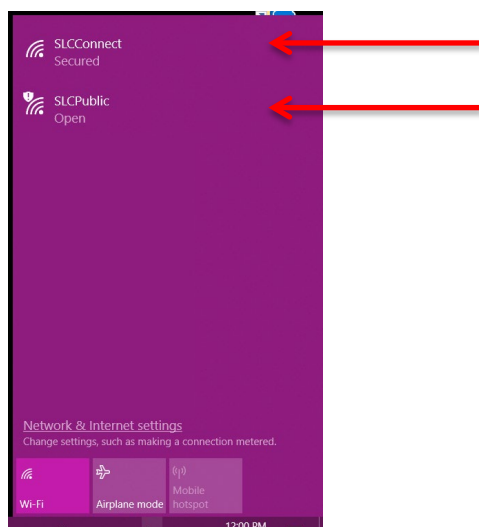 SLCConnect
Secured
SLCPublic
Open
Network & Internet settings
Change settings, such as making a connection metered.
Wi-Fi
Airplane mode
Mobile
hotspot
12:00 PM